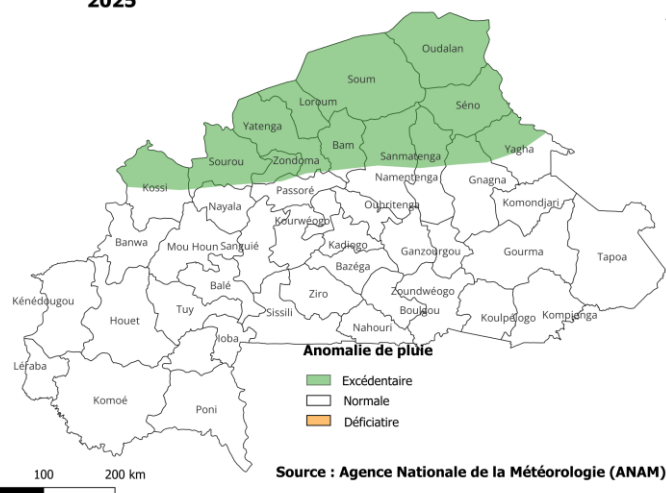 2025
Oudalan
Soum
Loroum
Séno
Yatenga
Bam
Sanmatenga
Yagha
Sourou
Zondoma
Kossi
Passoré
Namentenga
Gnagna
Nayala
Oubritenga
Komondjari
Kourwéogo
Banwa
Mou Houn
Sanguié
Kadiogo
Ganzourgou
Gourma
Tapoa
Bazéga
Balé
Ziro
Zoundwéogo
Kénédougou
Houet
Tuy
Sissili
Boulgou
Koulpélogo
Kompienga
Nahouri
Ioba
Léraba
Komoé
Poni
Anomalie de pluie
Excédentaire
Normale
Déficiatire
100 200 km
Source : Agence Nationale de la Météorologie (ANAM)